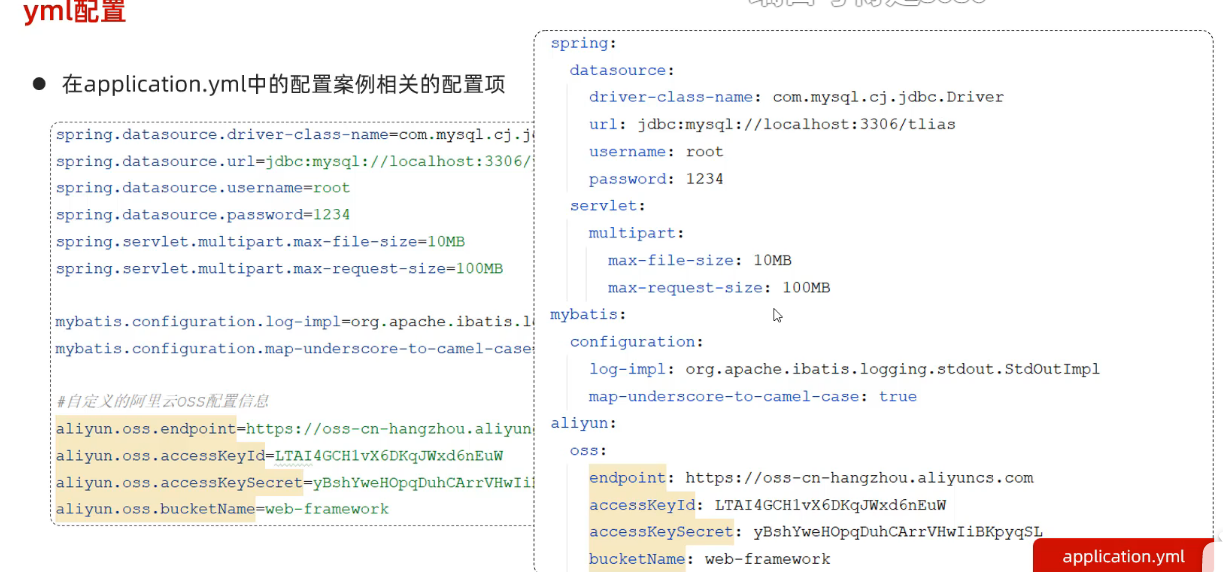 yml配置
在application.yml中的配置案例相关的配置项
spring.datasource.driver-class-name=com.mysql.cj.j
spring.datasource.url=jdbc:mysql://localhost:3306/
spring.datasource.username=root
spring.datasource.password=1234
spring.servlet.multipart.max-file-size=10MB
spring.servlet.multipart.max-request-size=100MB
mybatis.configuration.log-impl=org.apache.ibatis.l
mybatis.configuration.map-underscore-to-camel-case
#自定义的阿里云OSS配置信息
aliyun.oss.endpoint=https://oss-cn-hangzhou.aliyun
aliyun.oss.accessKeyId=LTAI4GCH1vX6DKqJWxd6nEuW
aliyun.oss.accessKeySecret=yBshYweHOpqDuhCArrVHwIi
aliyun.oss.bucketName=web-framework
spring:
datasource:
driver-class-name: com.mysql.cj.jdbc.Driver
url: jdbc:mysql://localhost:3306/tlias
username: root
password: 1234
servlet:
multipart:
max-file-size: 10MB
max-request-size: 100MB
mybatis:
configuration:
log-impl: org.apache.ibatis.logging.stdout.StdOutImpl
map-underscore-to-camel-case: true
aliyun:
oss:
endpoint: https://oss-cn-hangzhou.aliyuncs.com
accessKeyId: LTAI4GCH1vX6DKqJWxd6nEuW
accessKeySecret: yBshYweHOpqDuhCArrVHwIiBKpyqSL
bucketName: web-framework
application.yml